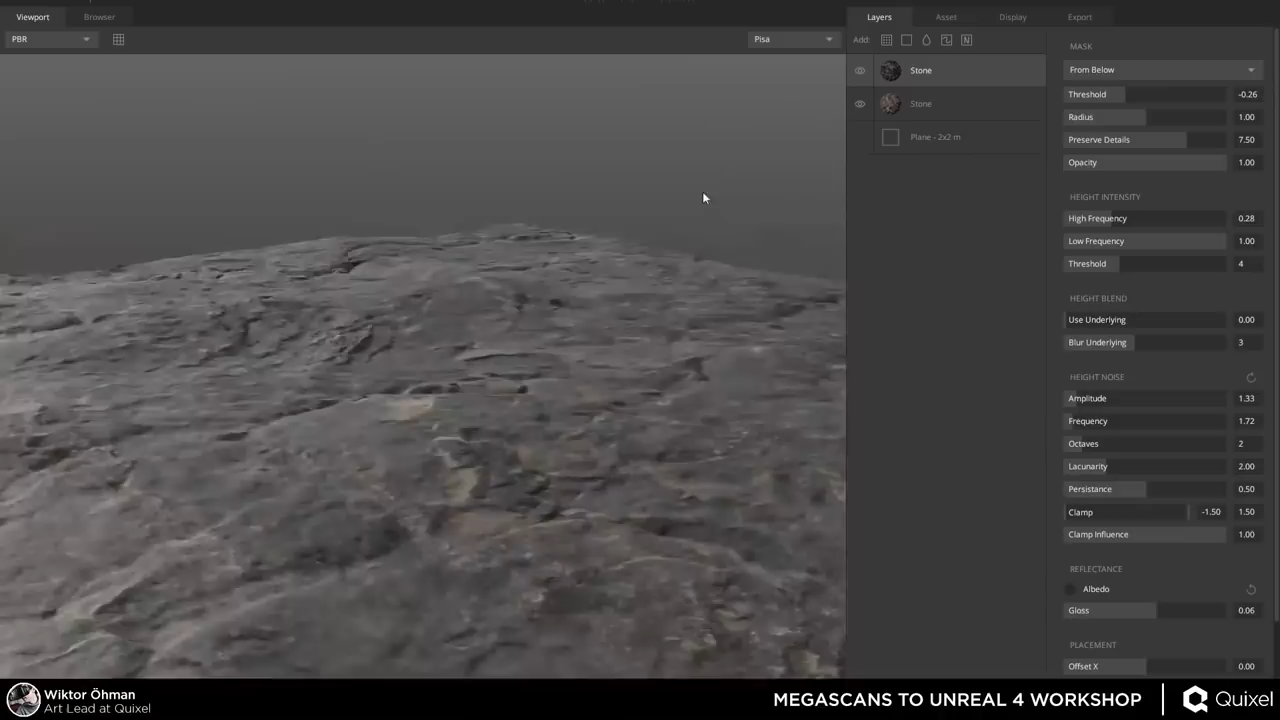 Viewport Browser
PBR
Pisa
Layers Asset Display Export
Add:
Stone
Stone
Plane - 2x2 m
MASK
From Below
Threshold -0.26
Radius 1.00
Preserve Details 7.50
Opacity 1.00
HEIGHT INTENSITY
High Frequency 0.28
Low Frequency 1.00
Threshold 4
HEIGHT BLEND
Use Underlying 0.00
Blur Underlying 3
HEIGHT NOISE
Amplitude 1.33
Frequency 1.72
Octaves 2
Lacunarity 2.00
Persistance 0.50
Clamp -1.50 1.50
Clamp Influence 1.00
REFLECTANCE
Albedo
Gloss 0.06
PLACEMENT
Offset X 0.00
Wiktor Öhman
Art Lead at Quixel
MEGASCANS TO UNREAL 4 WORKSHOP
Quixel